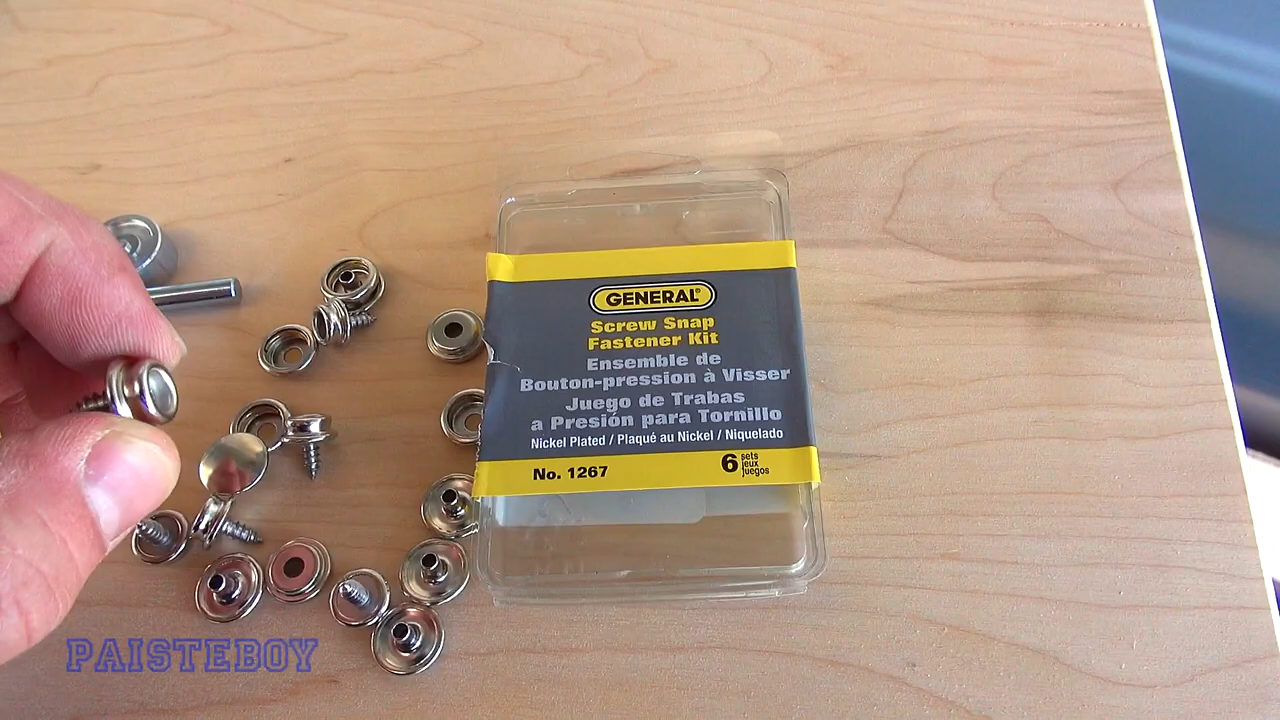 GENERAL®
Screw Snap
Fastener Kit
Ensemble de
Bouton-pression à Visser
Juego de Trabas
a Presión para Tornillo
Nickel Plated / Plaqué au Nickel / Niquelado
No. 1267
6 sets
jeux
juegos
PAISTEBOY